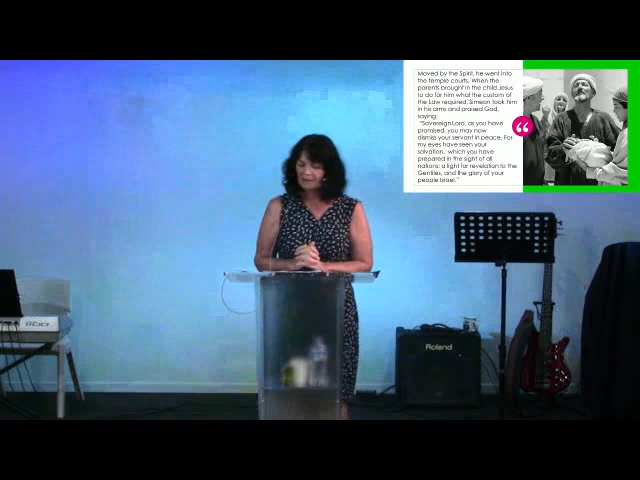 Moved by the Spirit, he went into
the temple courts. When the
parents brought in the child Jesus
to do for him what the custom of
the Law required, Simeon took him
in his arms and praised God,
saying:
“Sovereign Lord, as you have
promised, you may now
dismiss your servant in peace. For
my eyes have seen your
salvation, which you have
prepared in the sight of all
nations: a light for revelation to the
Gentiles, and the glory of your
people Israel.”
Roland